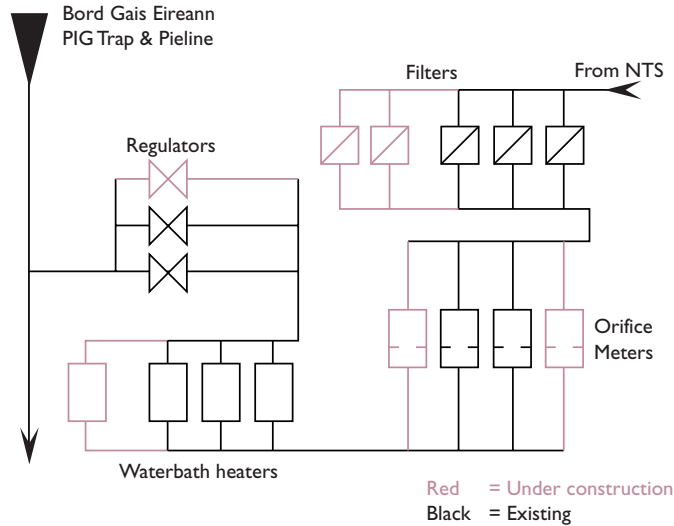 Bord Gais Eireann
PIG Trap & Pieline
Filters
From NTS
Regulators
Orifice
Meters
Waterbath heaters
Red = Under construction
Black = Existing